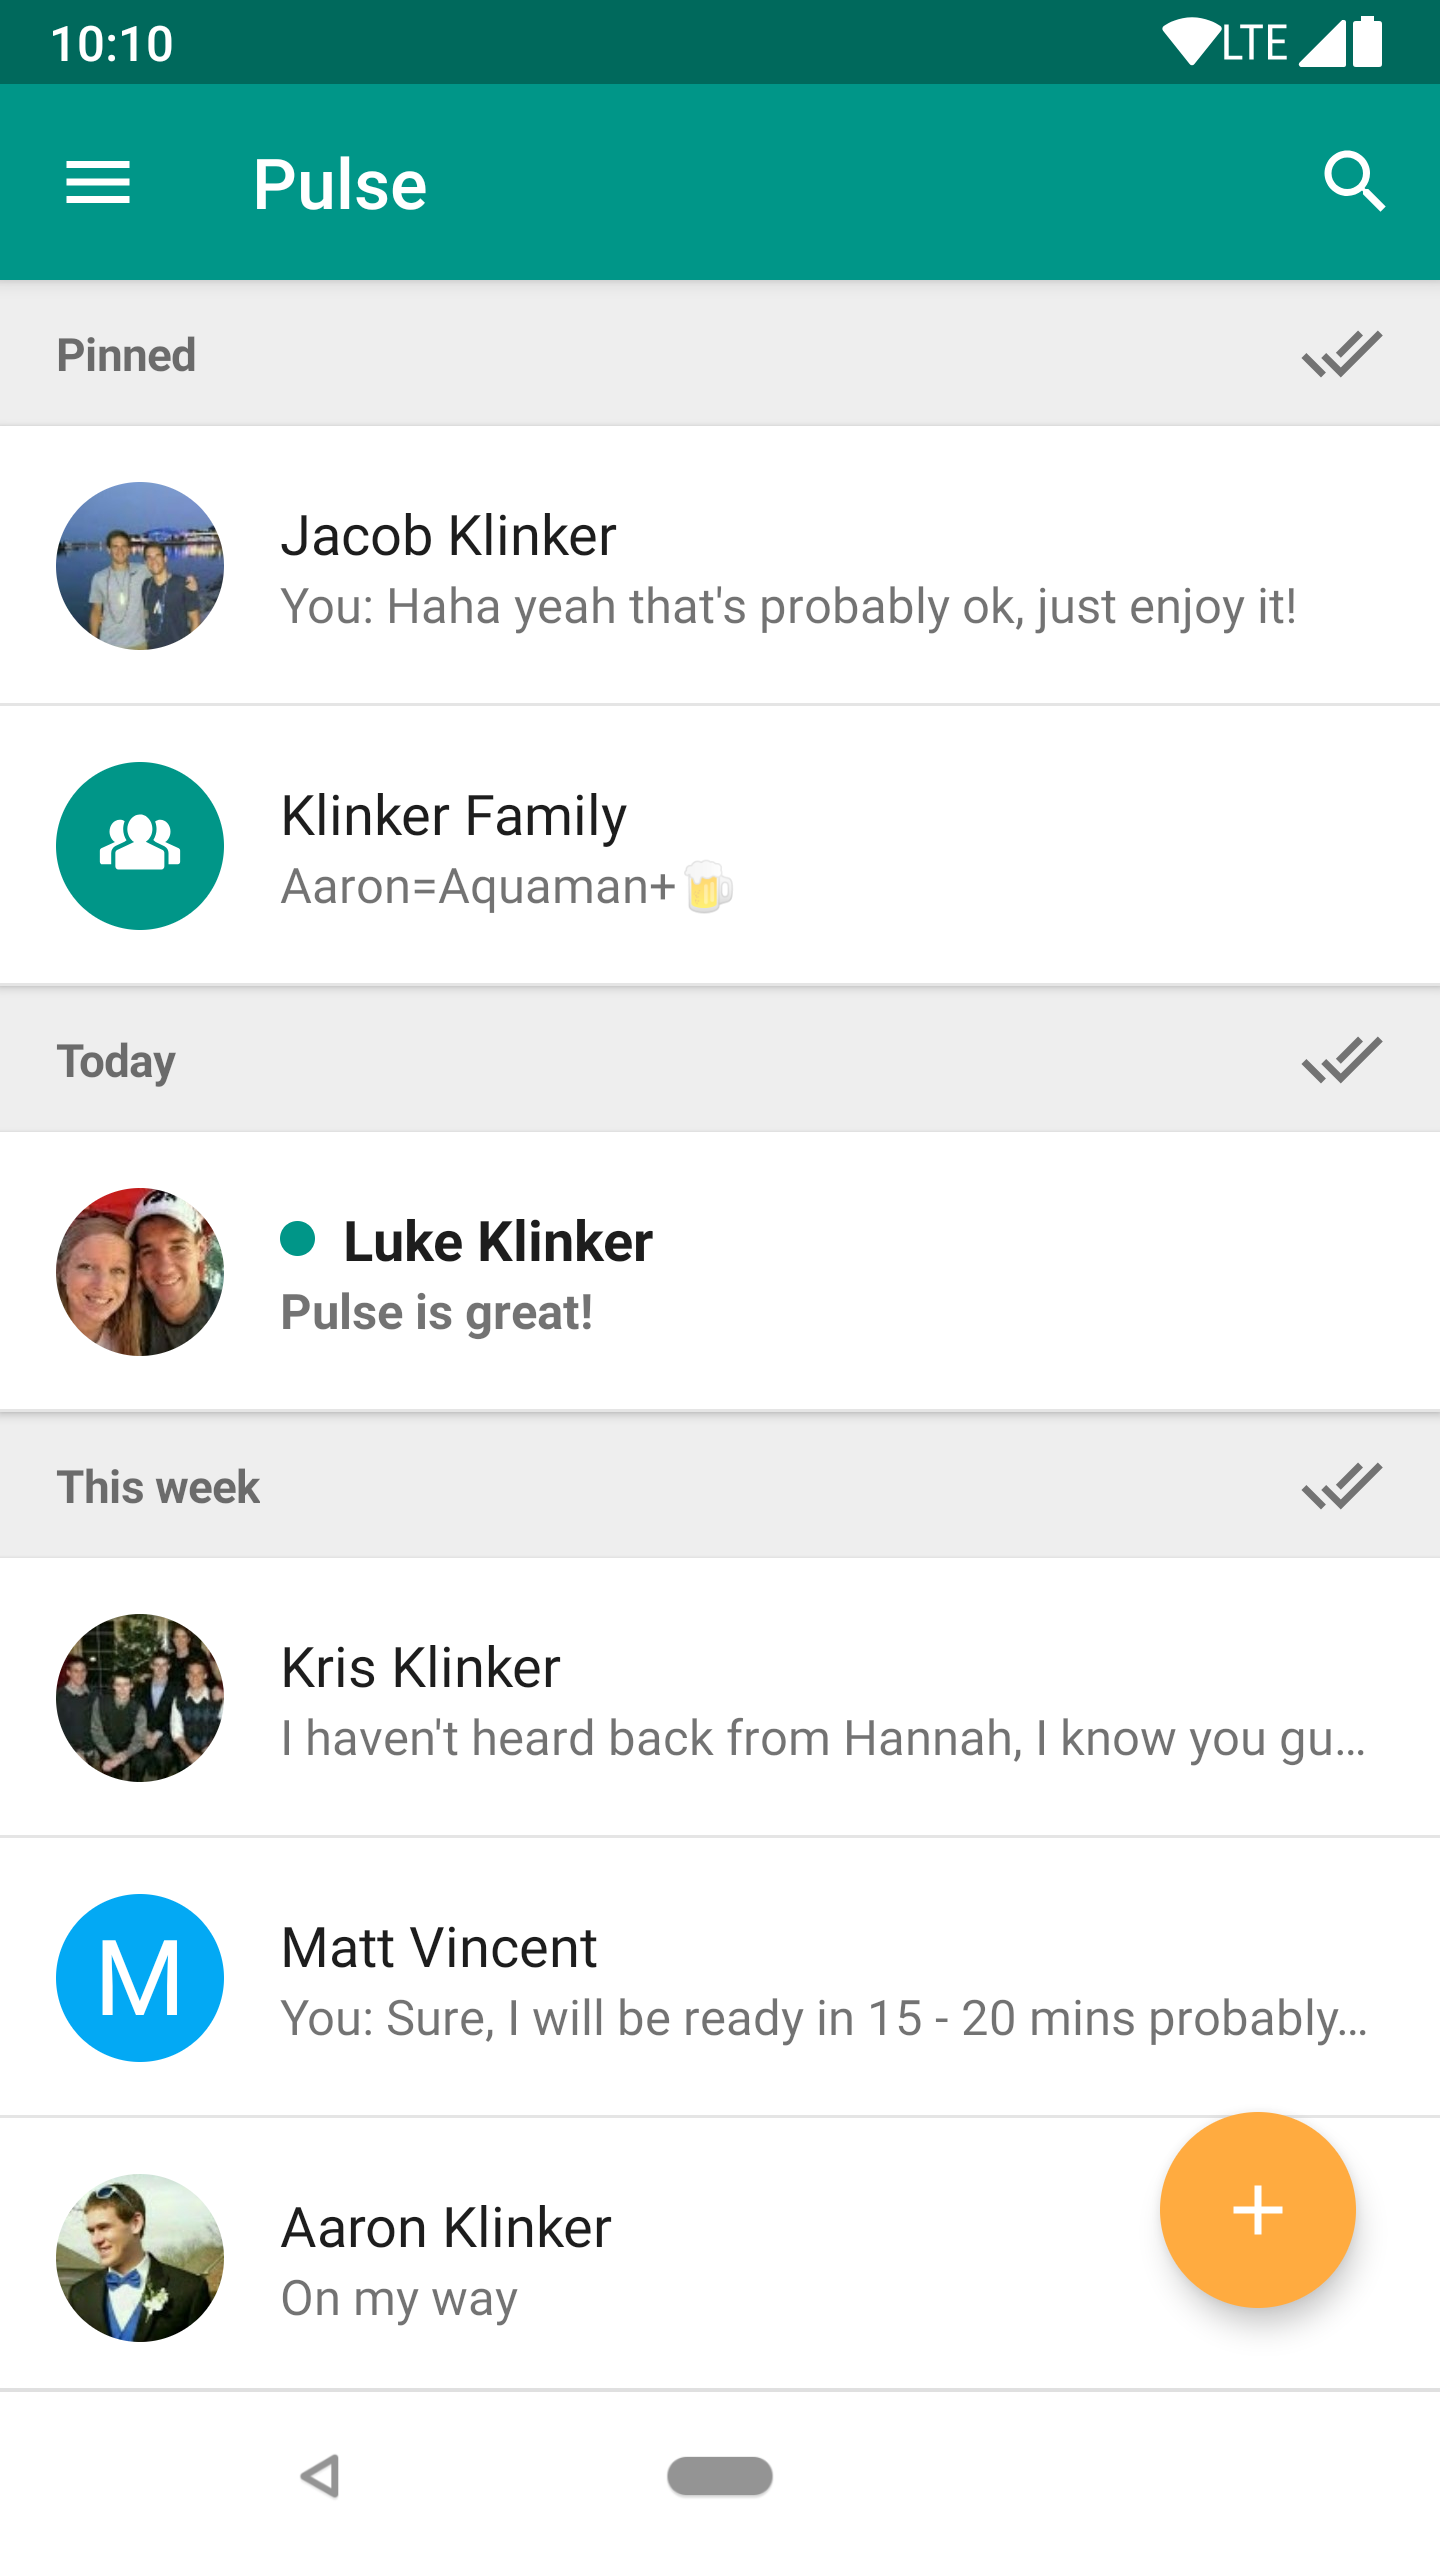 10:10
LTE
Pulse
Pinned
Jacob Klinker
You: Haha yeah that's probably ok, just enjoy it!
Klinker Family
Aaron=Aquaman+🍺
Today
Luke Klinker
Pulse is great!
This week
Kris Klinker
I haven't heard back from Hannah, I know you gu...
M
Matt Vincent
You: Sure, I will be ready in 15 - 20 mins probably...
Aaron Klinker
On my way